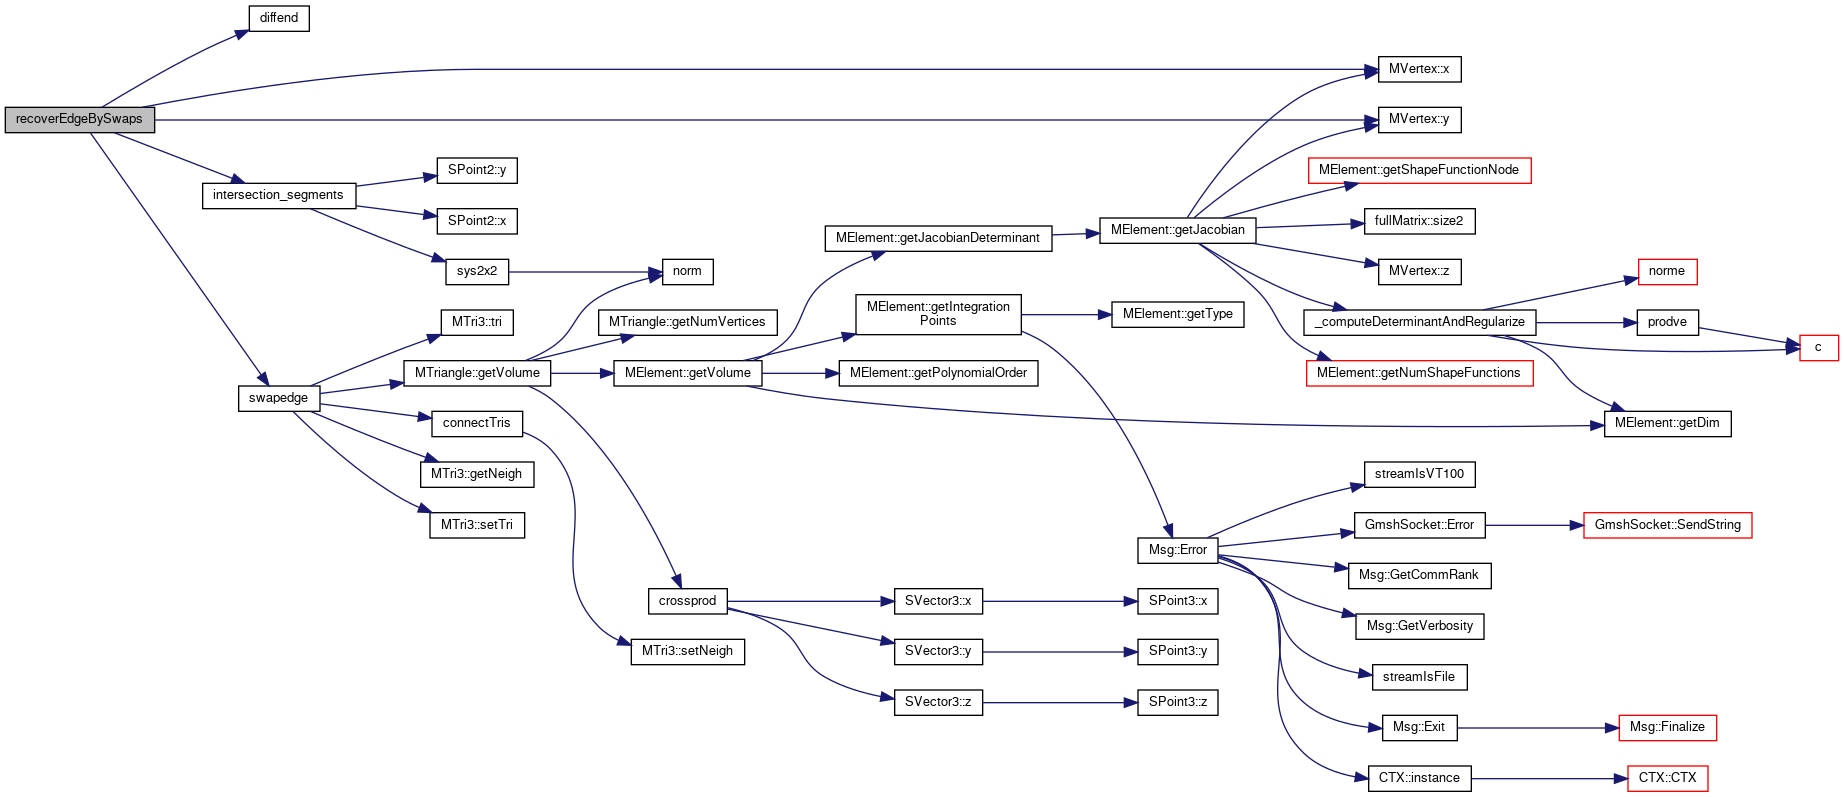 diffend
MVertex::x
recoverEdgeBySwaps
MVertex::y
SPoint2::y
MElement::getShapeFunctionNode
intersection_segments
SPoint2::x
fullMatrix::size2
MElement::getJacobian
MElement::getJacobianDeterminant
sys2x2
norm
MVertex::z
norme
MElement::getIntegration
Points
MElement::getType
MTri3::tri
MTriangle::getNumVertices
_computeDeterminantAndRegularize
prodve
c
MTriangle::getVolume
MElement::getVolume
MElement::getPolynomialOrder
MElement::getNumShapeFunctions
swapedge
connectTris
MElement::getDim
MTri3::getNeigh
streamIsVT100
MTri3::setTri
GmshSocket::Error
GmshSocket::SendString
Msg::Error
Msg::GetCommRank
crossprod
SVector3::x
SPoint3::x
Msg::GetVerbosity
MTri3::setNeigh
SVector3::y
SPoint3::y
streamIsFile
SVector3::z
SPoint3::z
Msg::Exit
Msg::Finalize
CTX::instance
CTX::CTX